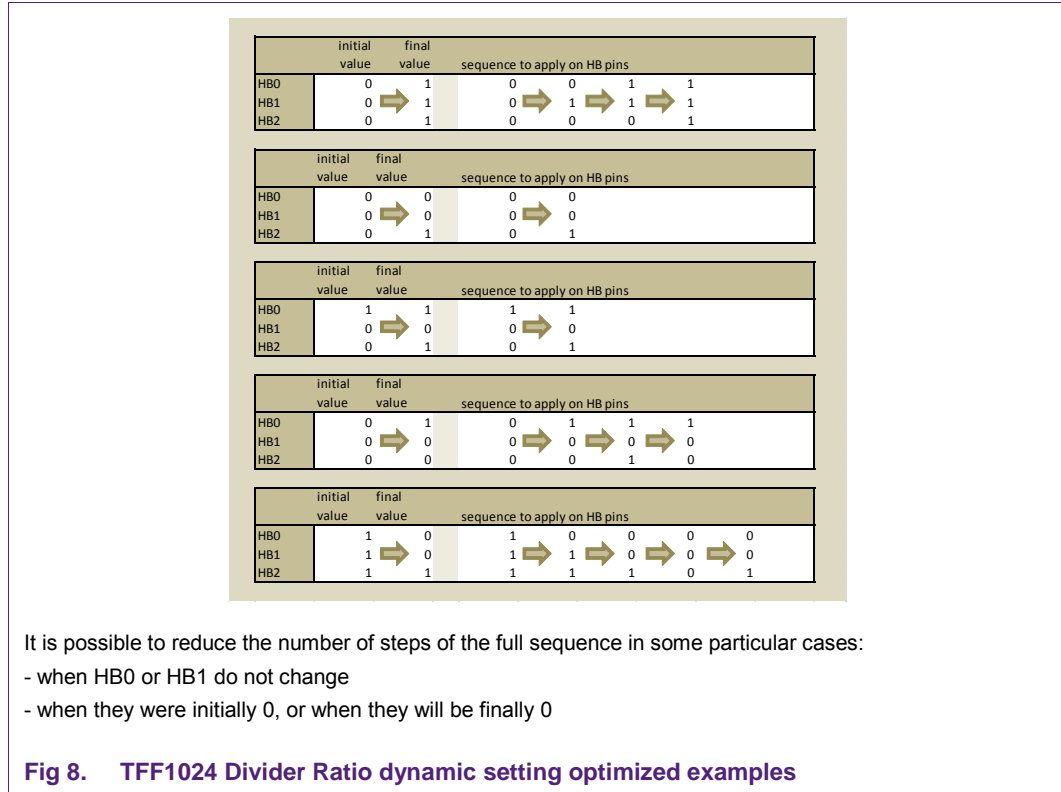 initial final
value value sequence to apply on HB pins
HB0 0 1 0 0 1 1
HB1 0 1 0 1 1 1
HB2 0 1 0 0 0 1
initial final
value value sequence to apply on HB pins
HB0 0 0 0 0
HB1 0 0 0 0
HB2 0 1 0 1
initial final
value value sequence to apply on HB pins
HB0 1 1 1 1
HB1 0 0 0 0
HB2 0 1 0 1
initial final
value value sequence to apply on HB pins
HB0 0 1 0 1 1 1
HB1 0 0 0 0 0 0
HB2 0 0 0 0 1 0
initial final
value value sequence to apply on HB pins
HB0 1 0 1 0 0 0 0
HB1 1 0 1 1 0 0 0
HB2 1 1 1 1 1 0 1
It is possible to reduce the number of steps of the full sequence in some particular cases:
- when HB0 or HB1 do not change
- when they were initially 0, or when they will be finally 0
Fig 8. TFF1024 Divider Ratio dynamic setting optimized examples